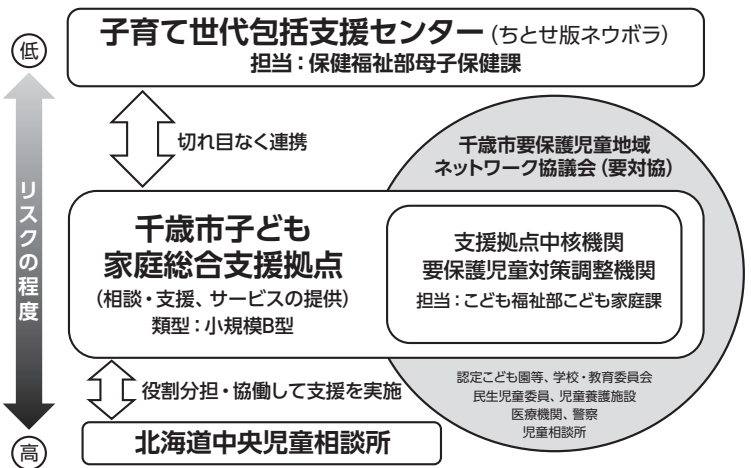 低
子育て世代包括支援センター（ちとせ版ネウボラ）
担当：保健福祉部母子保健課
切れ目なく連携
千歳市要保護児童地域
ネットワーク協議会（要対協）
リスクの程度
千歳市子ども
家庭総合支援拠点
（相談・支援、サービスの提供）
類型：小規模B型
支援拠点中核機関
要保護児童対策調整機関
担当：こども福祉部こども家庭課
役割分担・協働して支援を実施
認定こども園等、学校・教育委員会
民生児童委員、児童養護施設
医療機関、警察
児童相談所
高
北海道中央児童相談所